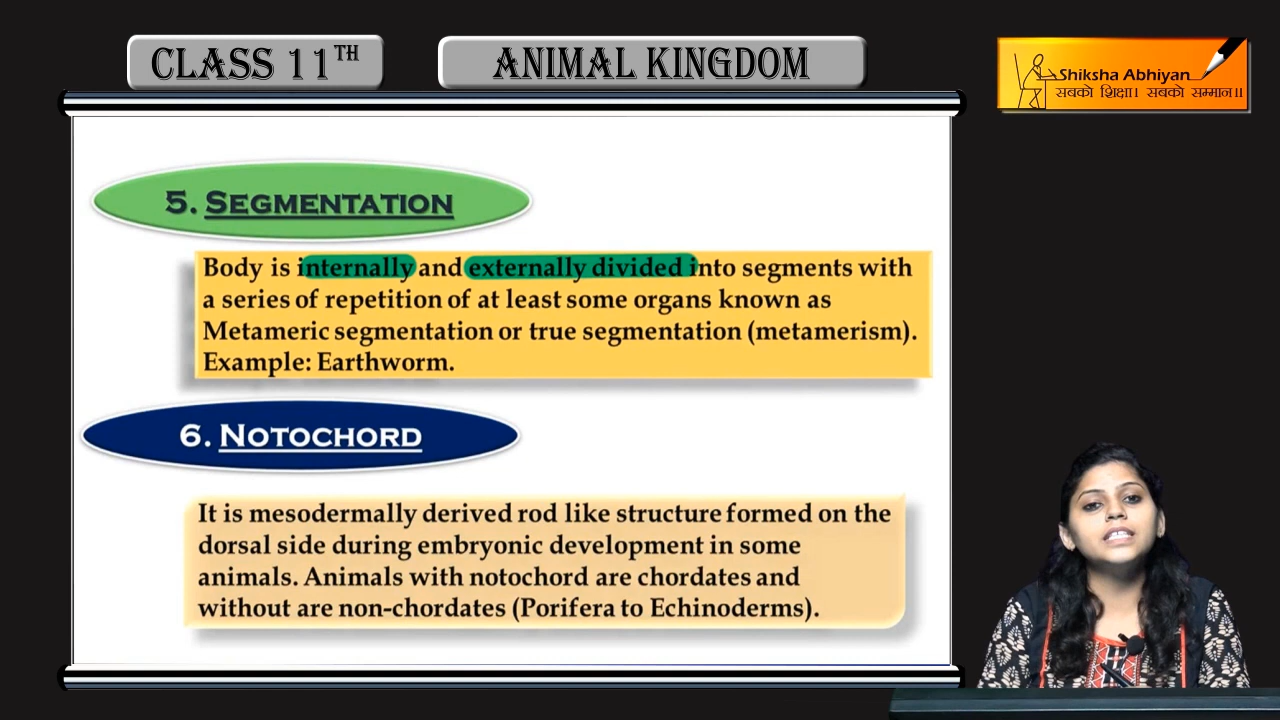 CLASS 11TH
ANIMAL KINGDOM
Shiksha Abhiyan
सबको शिक्षा। सबको सम्मान।।
5. SEGMENTATION
Body is internally and externally divided into segments with
a series of repetition of at least some organs known as
Metameric segmentation or true segmentation (metamerism).
Example: Earthworm.
6. NOTOCHORD
It is mesodermally derived rod like structure formed on the
dorsal side during embryonic development in some
animals. Animals with notochord are chordates and
without are non-chordates (Porifera to Echinoderms).